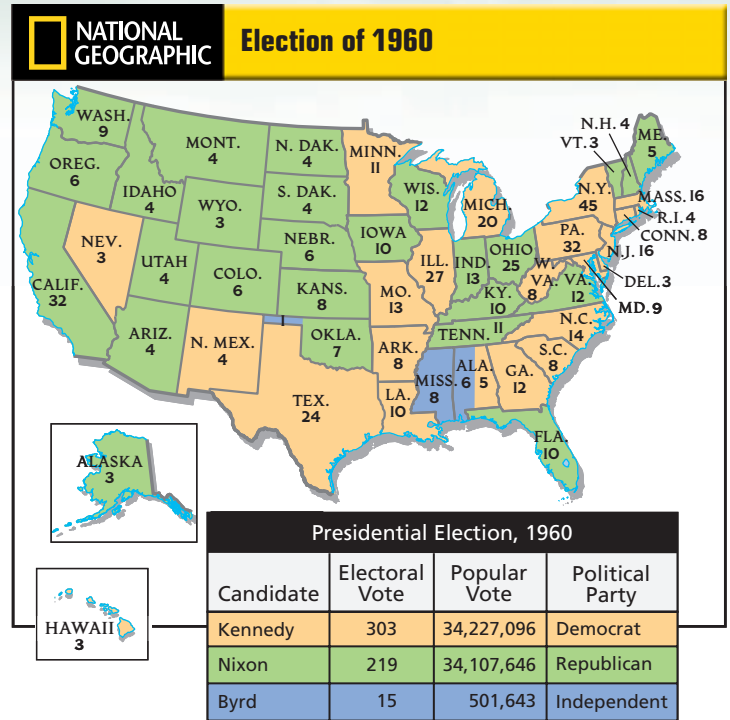 NATIONAL
GEOGRAPHIC
Election of 1960
WASH.
9
OREG.
6
CALIF.
32
NEV.
3
IDAHO
4
MONT.
4
WYO.
3
UTAH
4
ARIZ.
4
COLO.
6
N. MEX.
4
N. DAK.
4
S. DAK.
4
NEBR.
6
KANS.
8
1
OKLA.
7
TEX.
24
MINN.
11
IOWA
10
MO.
13
ARK.
8
LA.
10
WIS.
12
ILL.
27
MICH.
20
IND.
13
OHIO
25
KY.
10
TENN. 11
MISS.
8
ALA.
6 5
GA.
12
FLA.
10
S.C.
8
N.C.
14
VA.
12
W.
VA.
8
PA.
32
N.Y.
45
VT. 3
N.H. 4
ME.
5
MASS. 16
R.I. 4
CONN. 8
N.J. 16
DEL. 3
MD. 9
ALASKA
3
HAWAII
3
Presidential Election, 1960
Candidate Electoral Vote Popular Vote Political Party
Kennedy 303 34,227,096 Democrat
Nixon 219 34,107,646 Republican
Byrd 15 501,643 Independent